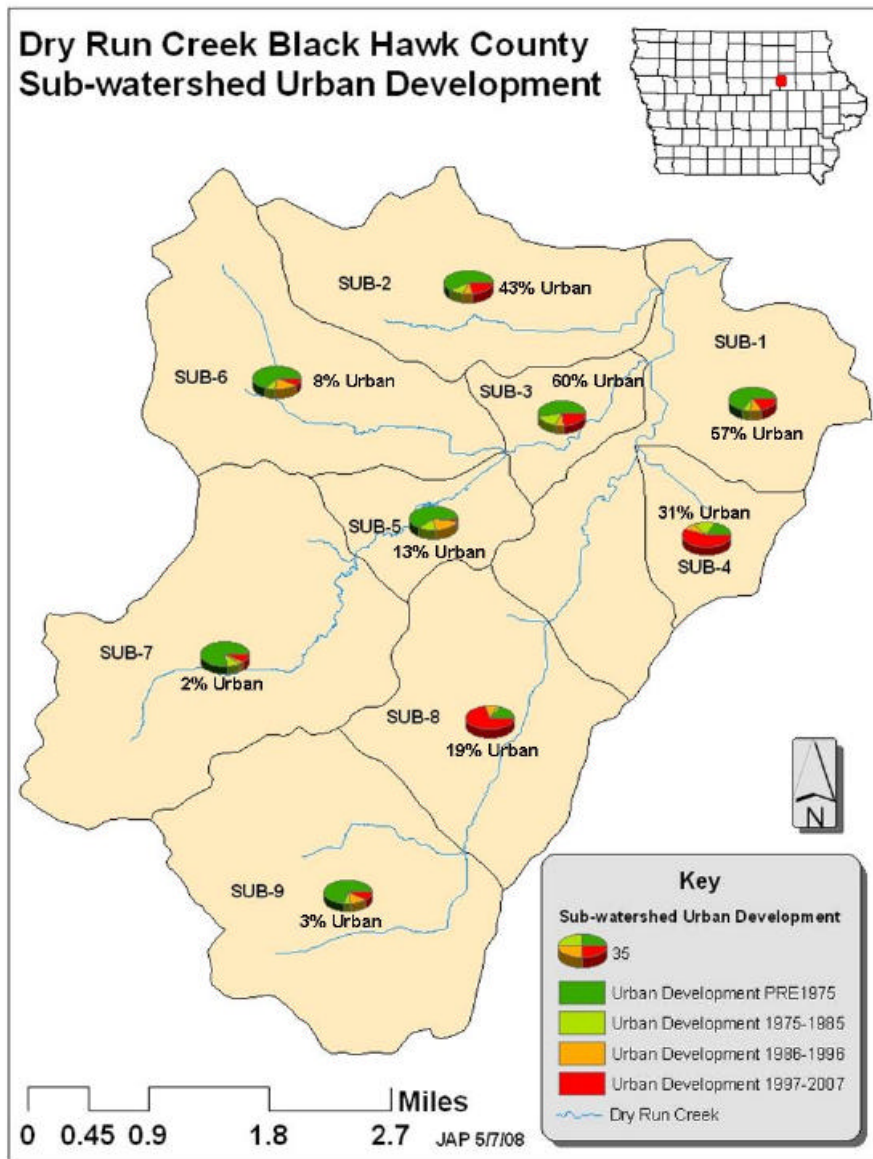 Dry Run Creek Black Hawk County
Sub-watershed Urban Development
SUB-2
43% Urban
SUB-1
57% Urban
SUB-6
8% Urban
SUB-3
60% Urban
SUB-5
13% Urban
31% Urban
SUB-4
SUB-7
2% Urban
SUB-8
19% Urban
SUB-9
3% Urban
N
Key
Sub-watershed Urban Development
35
Urban Development PRE1975
Urban Development 1975-1985
Urban Development 1986-1996
Urban Development 1997-2007
Dry Run Creek
Miles
0 0.45 0.9 1.8 2.7
JAP 5/7/08